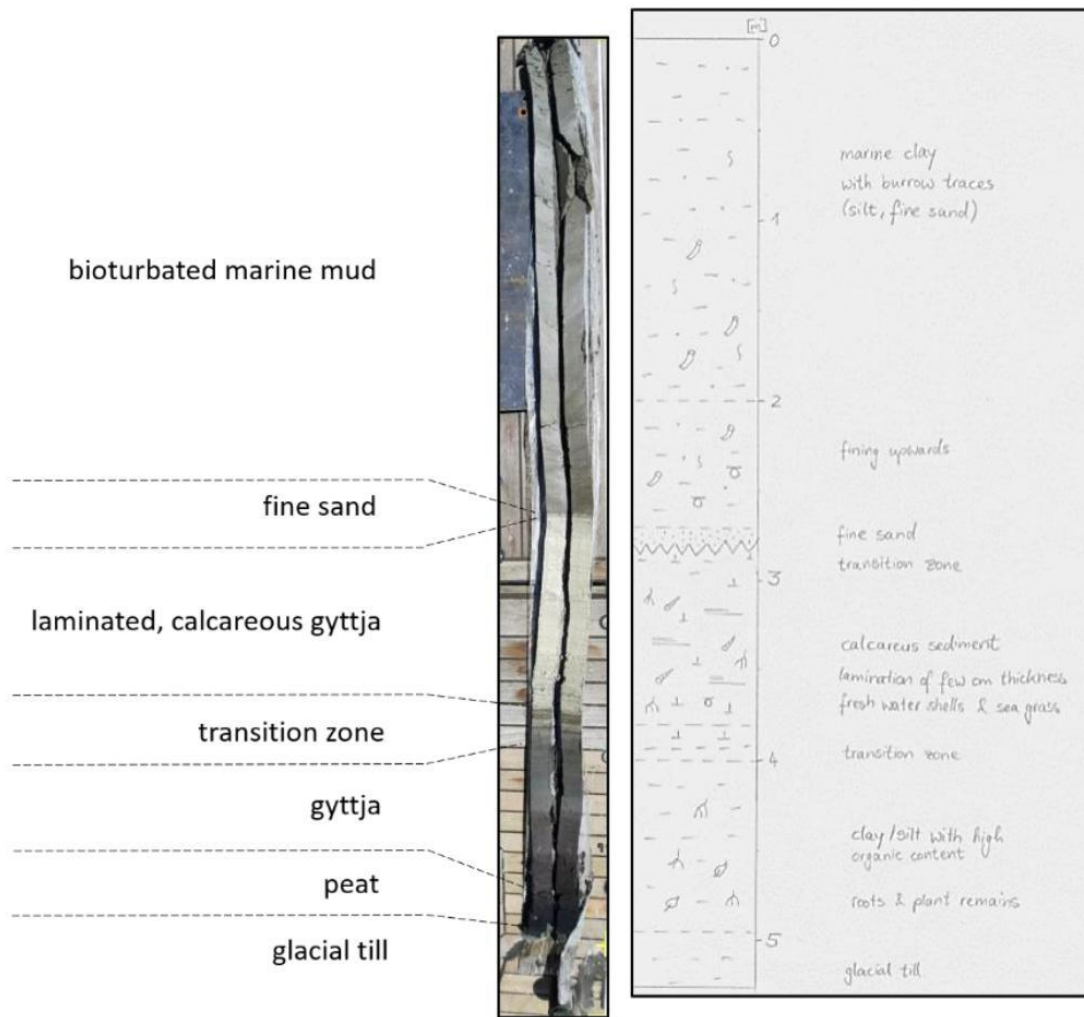 bioturbated marine mud
fine sand
laminated, calcareous gyttja
transition zone
gyttja
peat
glacial till
[m]
0
1
2
3
4
5
marine clay
with burrow traces
(silt, fine sand)
fining upwards
fine sand
transition zone
calcareus sediment
lamination of few cm thickness
fresh water shells & sea grass
transition zone
clay/silt with high
organic content
roots & plant remains
glacial till